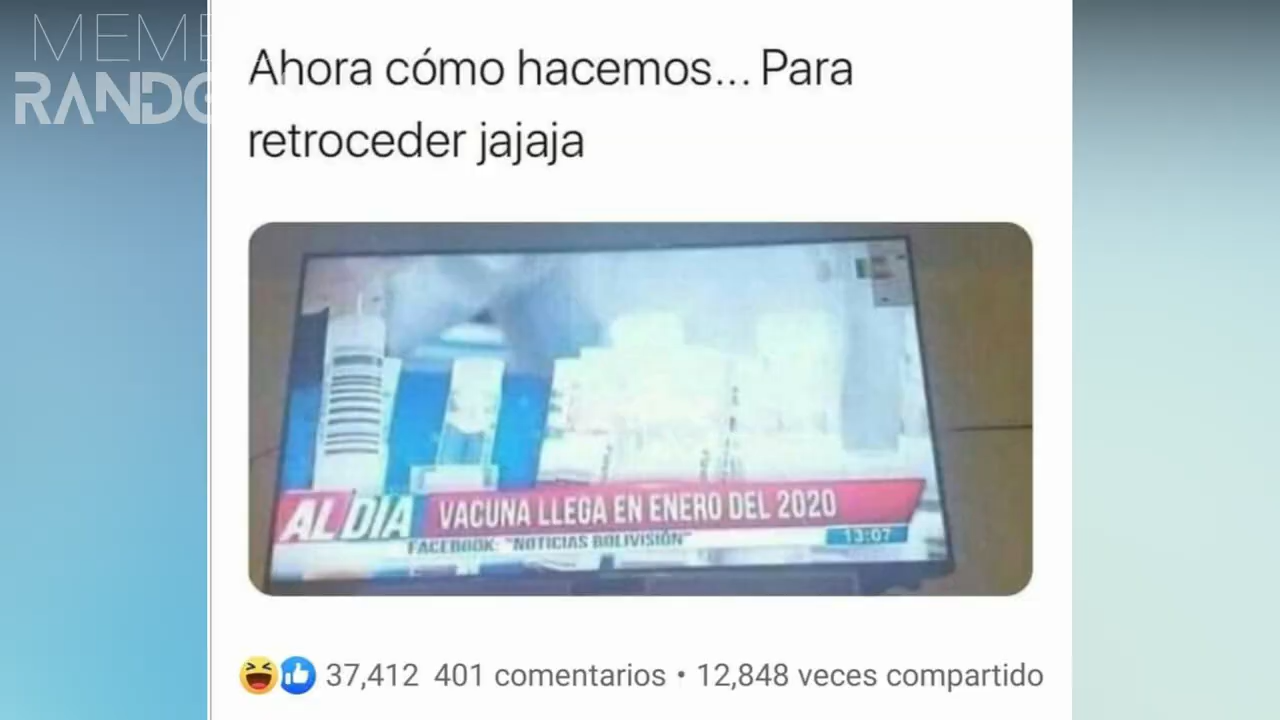 MEME
RANDO
Ahora cómo hacemos... Para
retroceder jajaja
AL DIA
VACUNA LLEGA EN ENERO DEL 2020
FACEBOOK: "NOTICIAS BOLIVISIÓN"
13:07
37,412 401 comentarios • 12,848 veces compartido